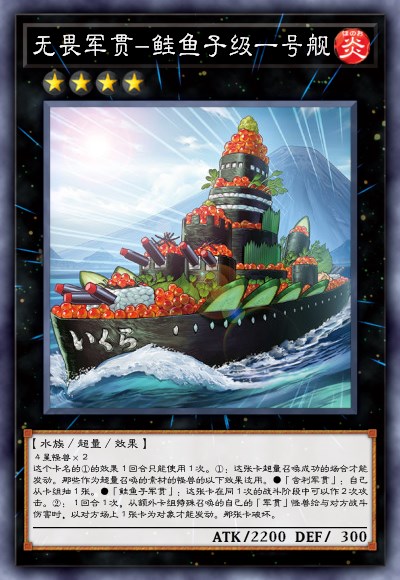 无畏军贯-鲑鱼子级一号舰
ほのお
炎
いくら
【水族／超量／效果】
4星怪兽×2
这个卡名的①的效果1回合只能使用1次。①：这张卡超量召唤成功的场合才能
发动。那些作为超量召唤的素材的怪兽的以下效果适用。●「舍利军贯」：自己
从卡组抽1张。●「鲑鱼子军贯」：这张卡在同1次的战斗阶段中可以作2次攻
击。②：1回合1次，从额外卡组特殊召唤的自己的「军贯」怪兽给与对方战斗
伤害时，以对方场上1张卡为对象才能发动。那张卡破坏。
ATK/2200 DEF/ 300